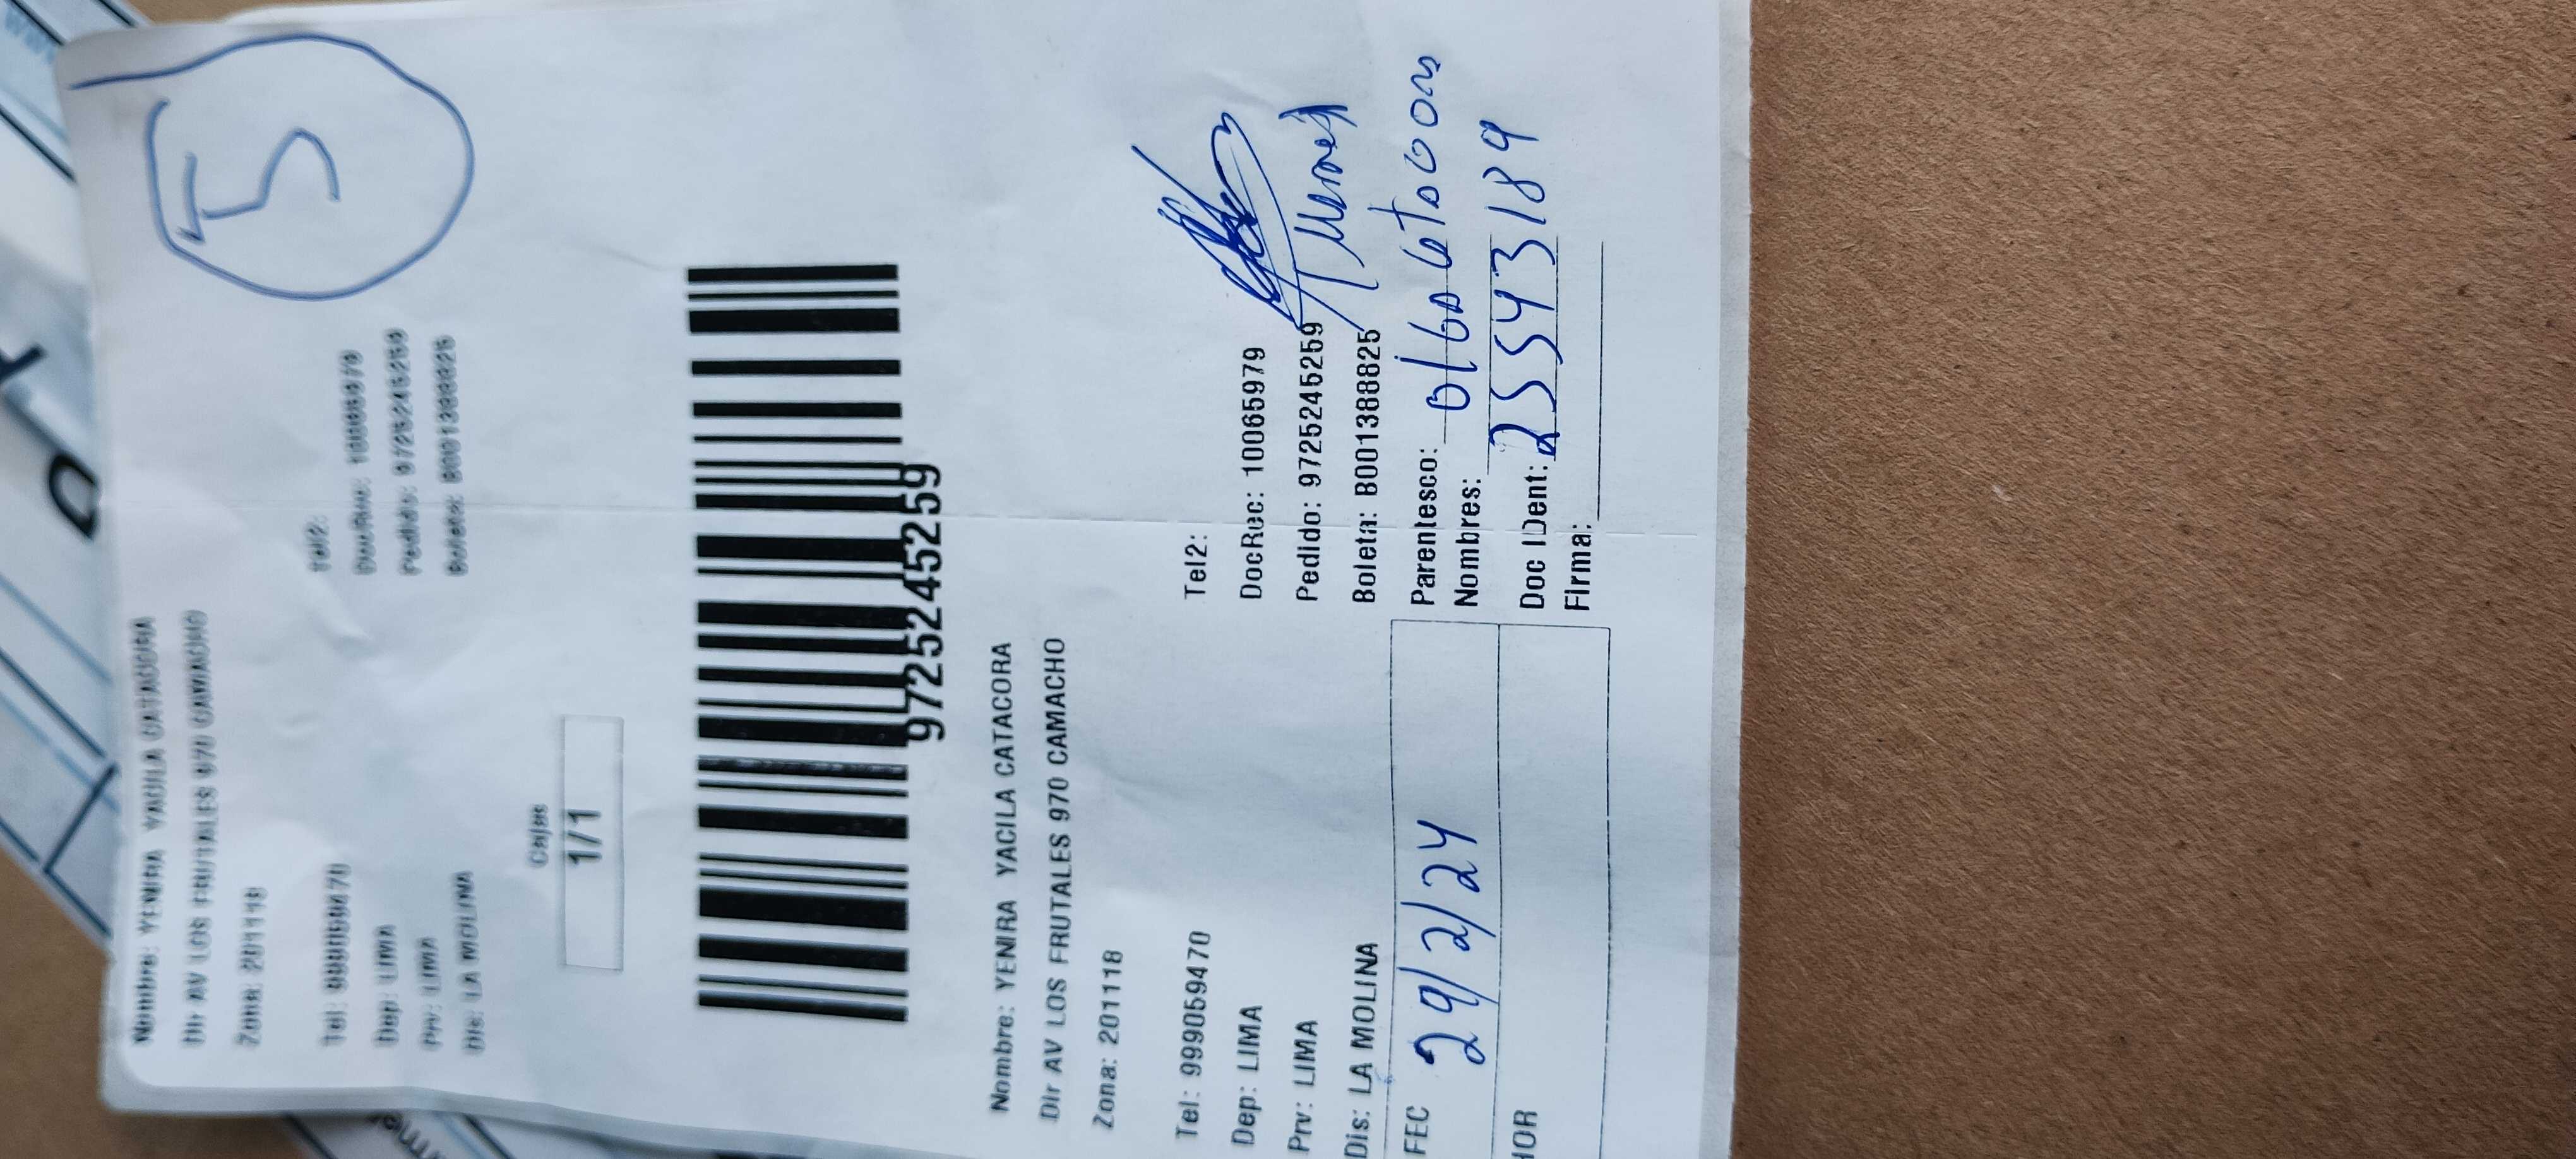 5
Nombre: YENIRA YACILA CATACORA
Dir AV LOS FRUTALES 970 CAMACHO
Zona: 201118
Tel: 999059470
Tel2:
Dep: LIMA
DocRec: 10065979
Prv: LIMA
Pedido: 9725245259
Dis: LA MOLINA
Boleta: B001388825
Cajas
1/1
9725245259
Nombre: YENIRA YACILA CATACORA
Dir AV LOS FRUTALES 970 CAMACHO
Zona: 201118
Tel: 999059470
Tel2:
Dep: LIMA
DocRec: 10065979
Prv: LIMA
Pedido: 9725245259
Dis: LA MOLINA
Boleta: B001388825
FEC 29/2/24
Parentesco:
Nombres:
HOR
Doc IDent: 25543189
Firma: